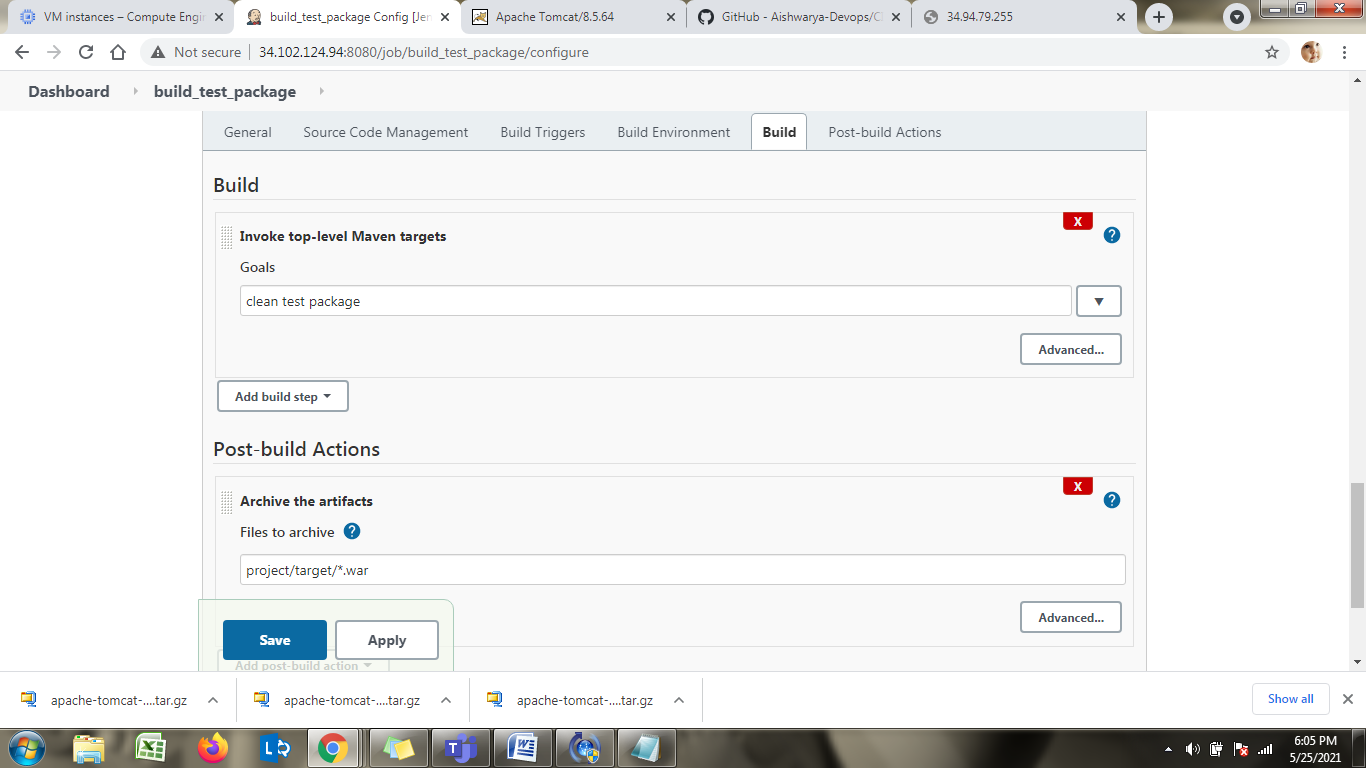 VM instances – Compute Engi
build_test_package Config [Jen
Apache Tomcat/8.5.64
GitHub - Aishwarya-Devops/Cl
34.94.79.255
Not secure
34.102.124.94:8080/job/build_test_package/configure
Dashboard
build_test_package
General
Source Code Management
Build Triggers
Build Environment
Build
Post-build Actions
Build
X
Invoke top-level Maven targets
?
Goals
clean test package
Advanced...
Add build step
Post-build Actions
X
Archive the artifacts
?
Files to archive
?
project/target/*.war
Advanced...
Save
Apply
Add post-build action
apache-tomcat-....tar.gz
apache-tomcat-....tar.gz
apache-tomcat-....tar.gz
Show all
6:05 PM
5/25/2021